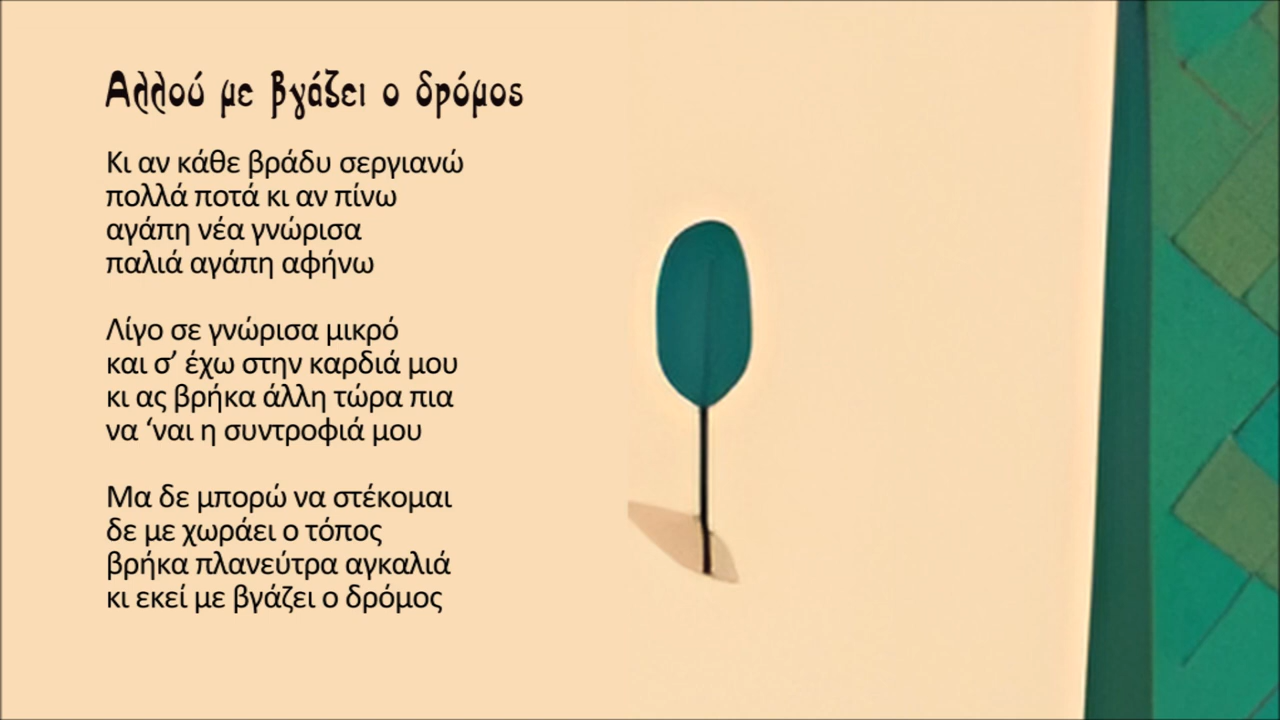 Αλλού με βγάζει ο δρόμος
Κι αν κάθε βράδυ σεργιανώ
πολλά ποτά κι αν πίνω
αγάπη νέα γνώρισα
παλιά αγάπη αφήνω
Λίγο σε γνώρισα μικρό
και σ’ έχω στην καρδιά μου
κι ας βρήκα άλλη τώρα πια
να ‘ναι η συντροφιά μου
Μα δε μπορώ να στέκομαι
δε με χωράει ο τόπος
βρήκα πλανεύτρα αγκαλιά
κι εκεί με βγάζει ο δρόμος